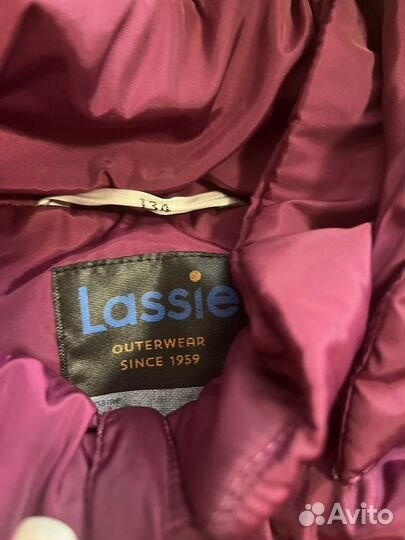 134
Lassie
OUTERWEAR
SINCE 1959
Avito